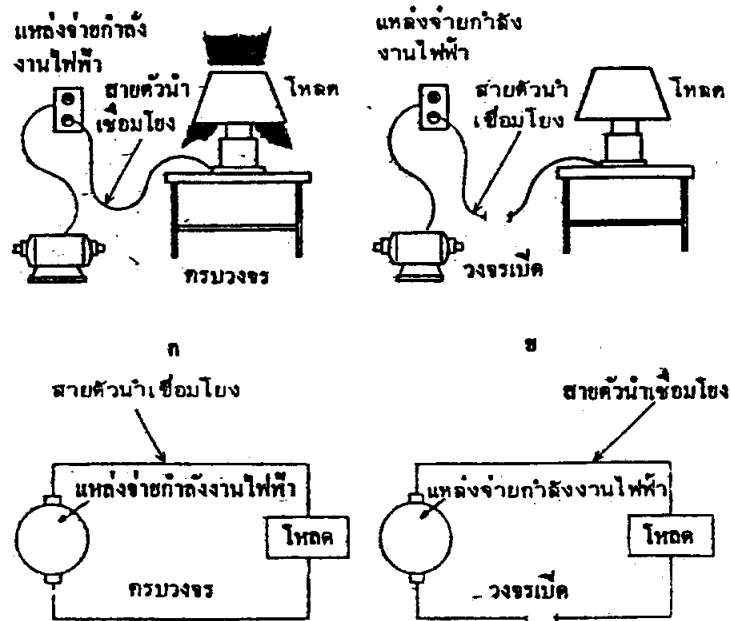 แหล่งจ่ายกำลัง
งานไฟฟ้า
สายตัวนำ
เชื่อมโยง
โหลด
ครบวงจร
แหล่งจ่ายกำลัง
งานไฟฟ้า
สายตัวนำ
เชื่อมโยง
โหลด
วงจรเปิด
ก
ข
สายตัวนำเชื่อมโยง
แหล่งจ่ายกำลังงานไฟฟ้า
โหลด
ครบวงจร
สายตัวนำเชื่อมโยง
แหล่งจ่ายกำลังงานไฟฟ้า
โหลด
วงจรเปิด